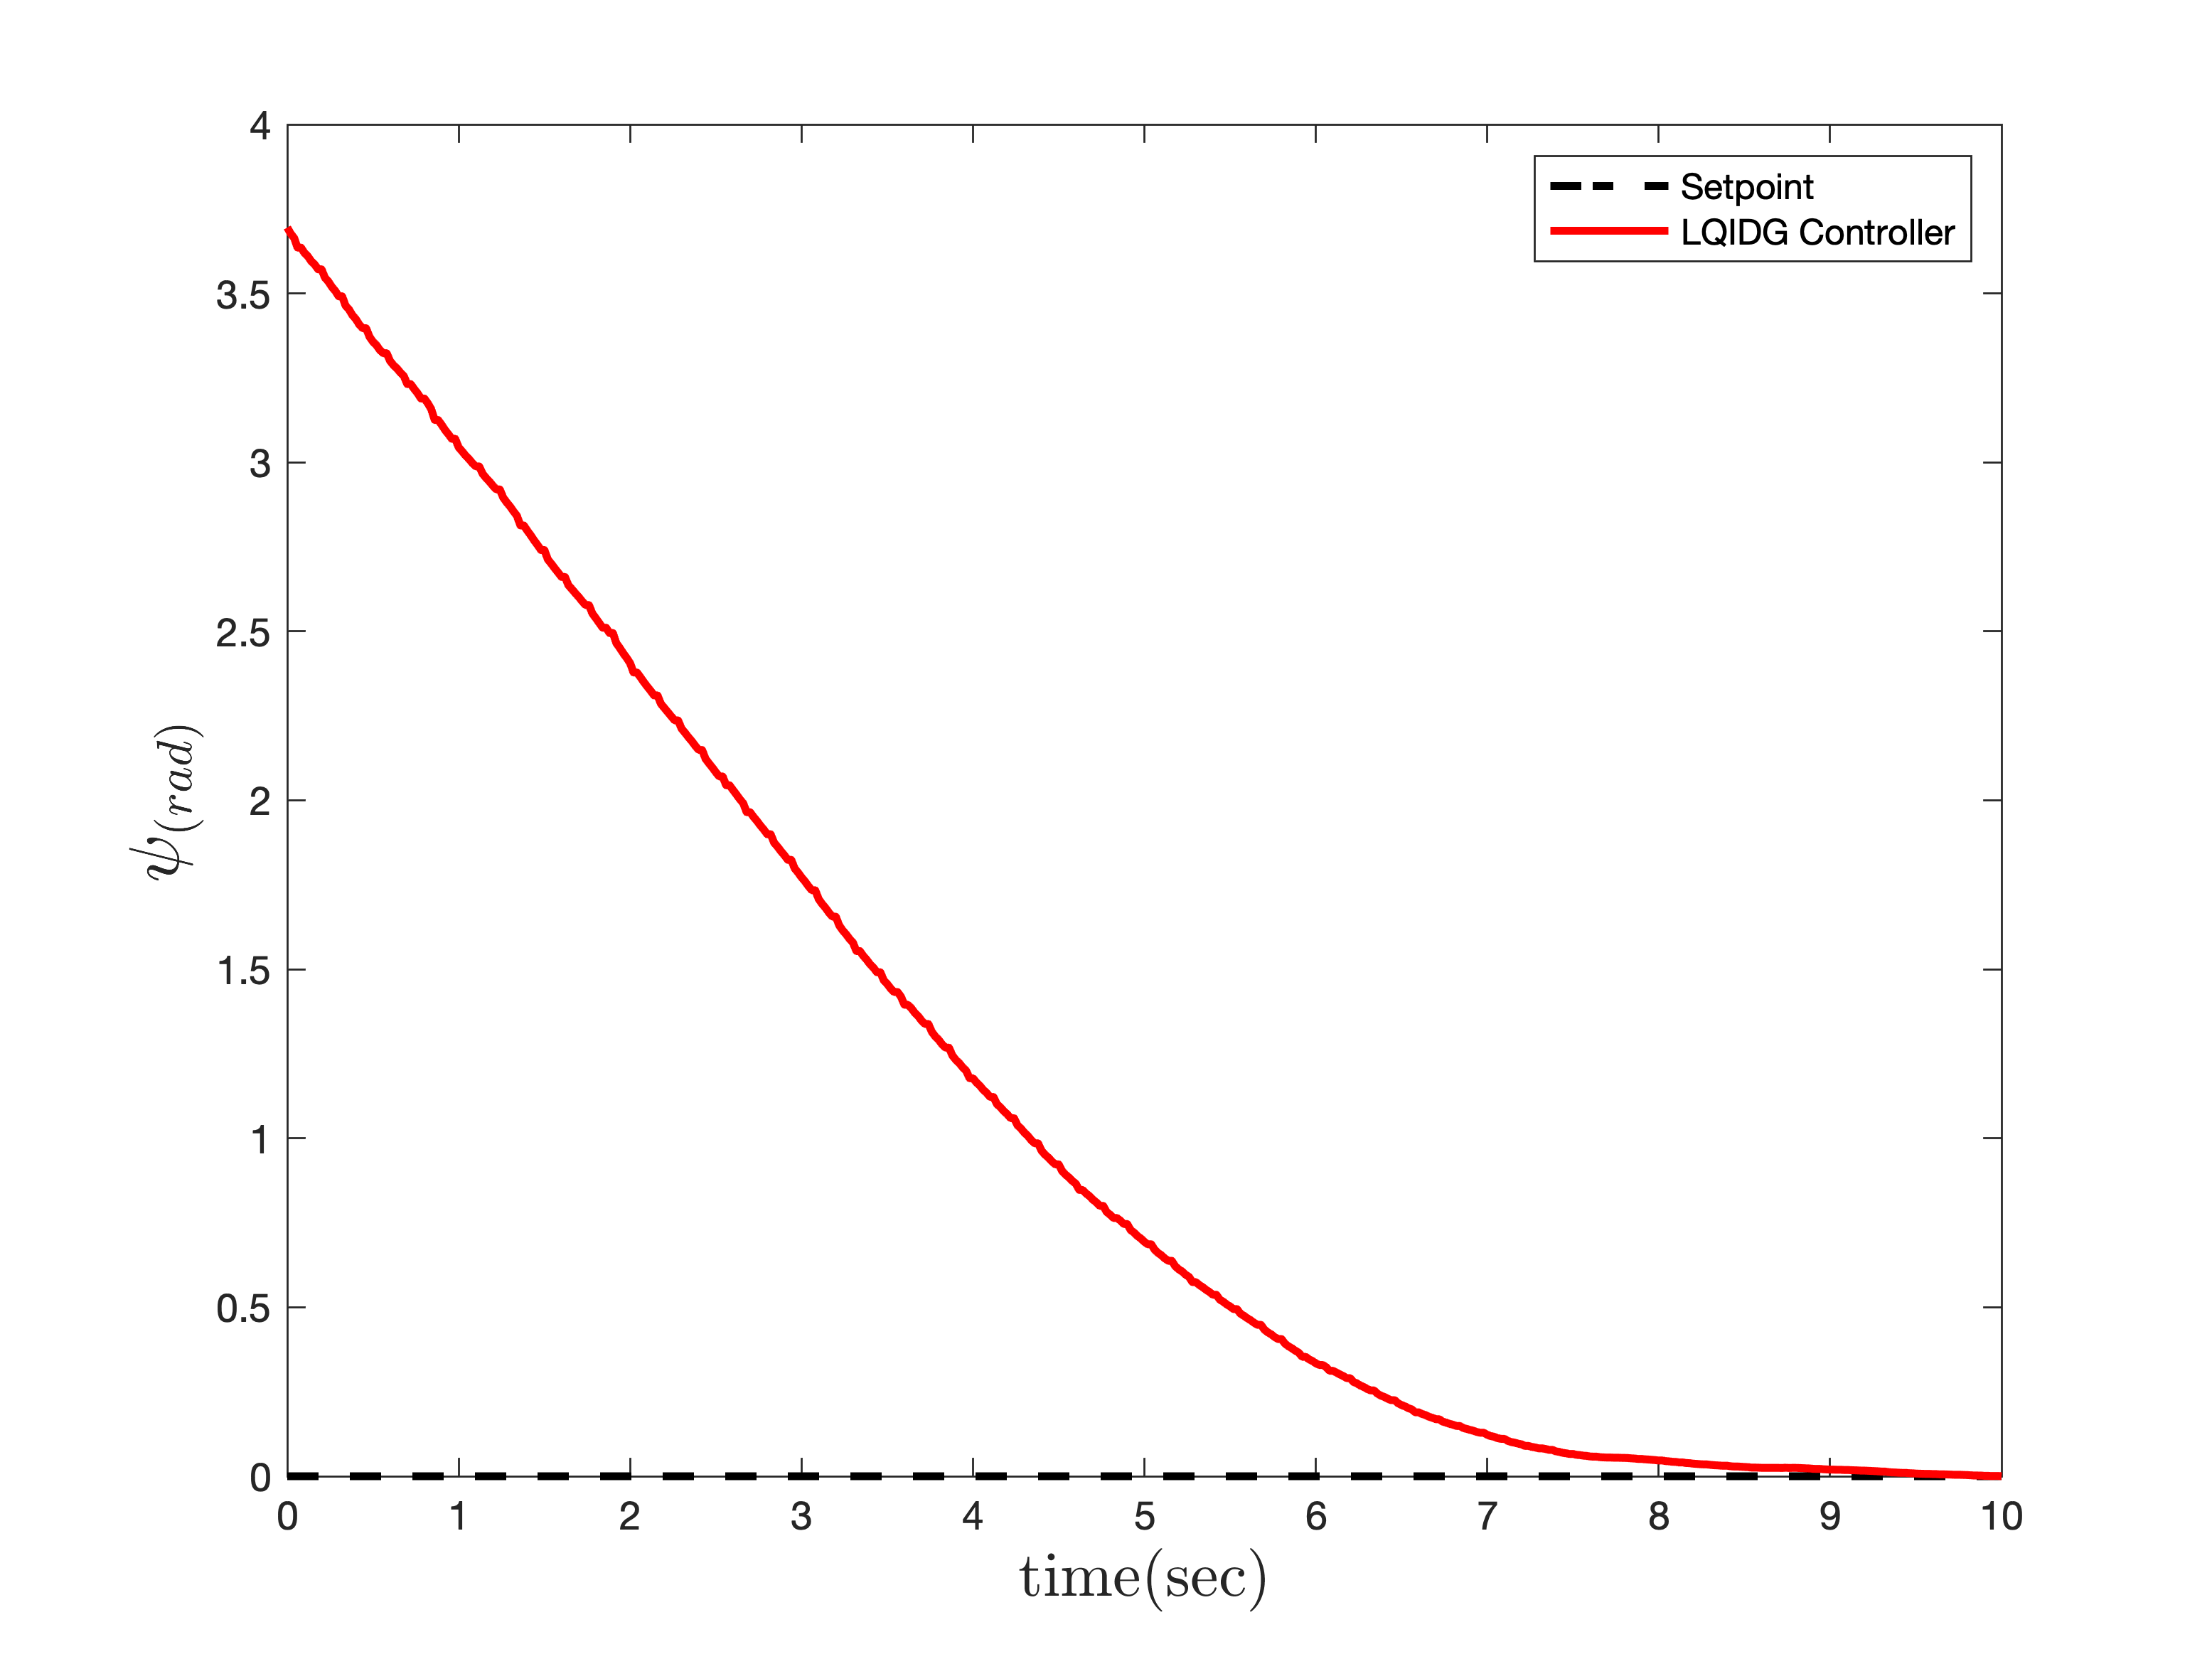 4
3.5
3
2.5
2
1.5
1
0.5
0
0 1 2 3 4 5 6 7 8 9 10
ψ(rad)
time(sec)
Setpoint
LQIDG Controller